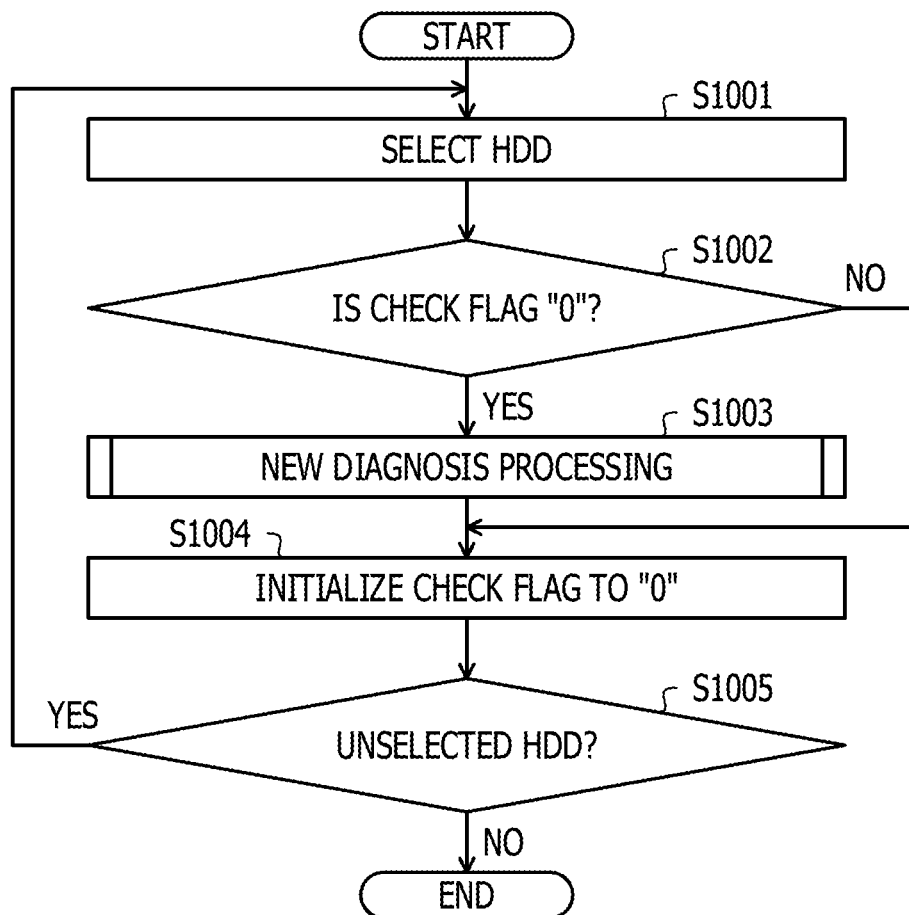 START
S1001
SELECT HDD
S1002
IS CHECK FLAG "0"?
NO
YES
S1003
NEW DIAGNOSIS PROCESSING
S1004
INITIALIZE CHECK FLAG TO "0"
S1005
YES
UNSELECTED HDD?
NO
END